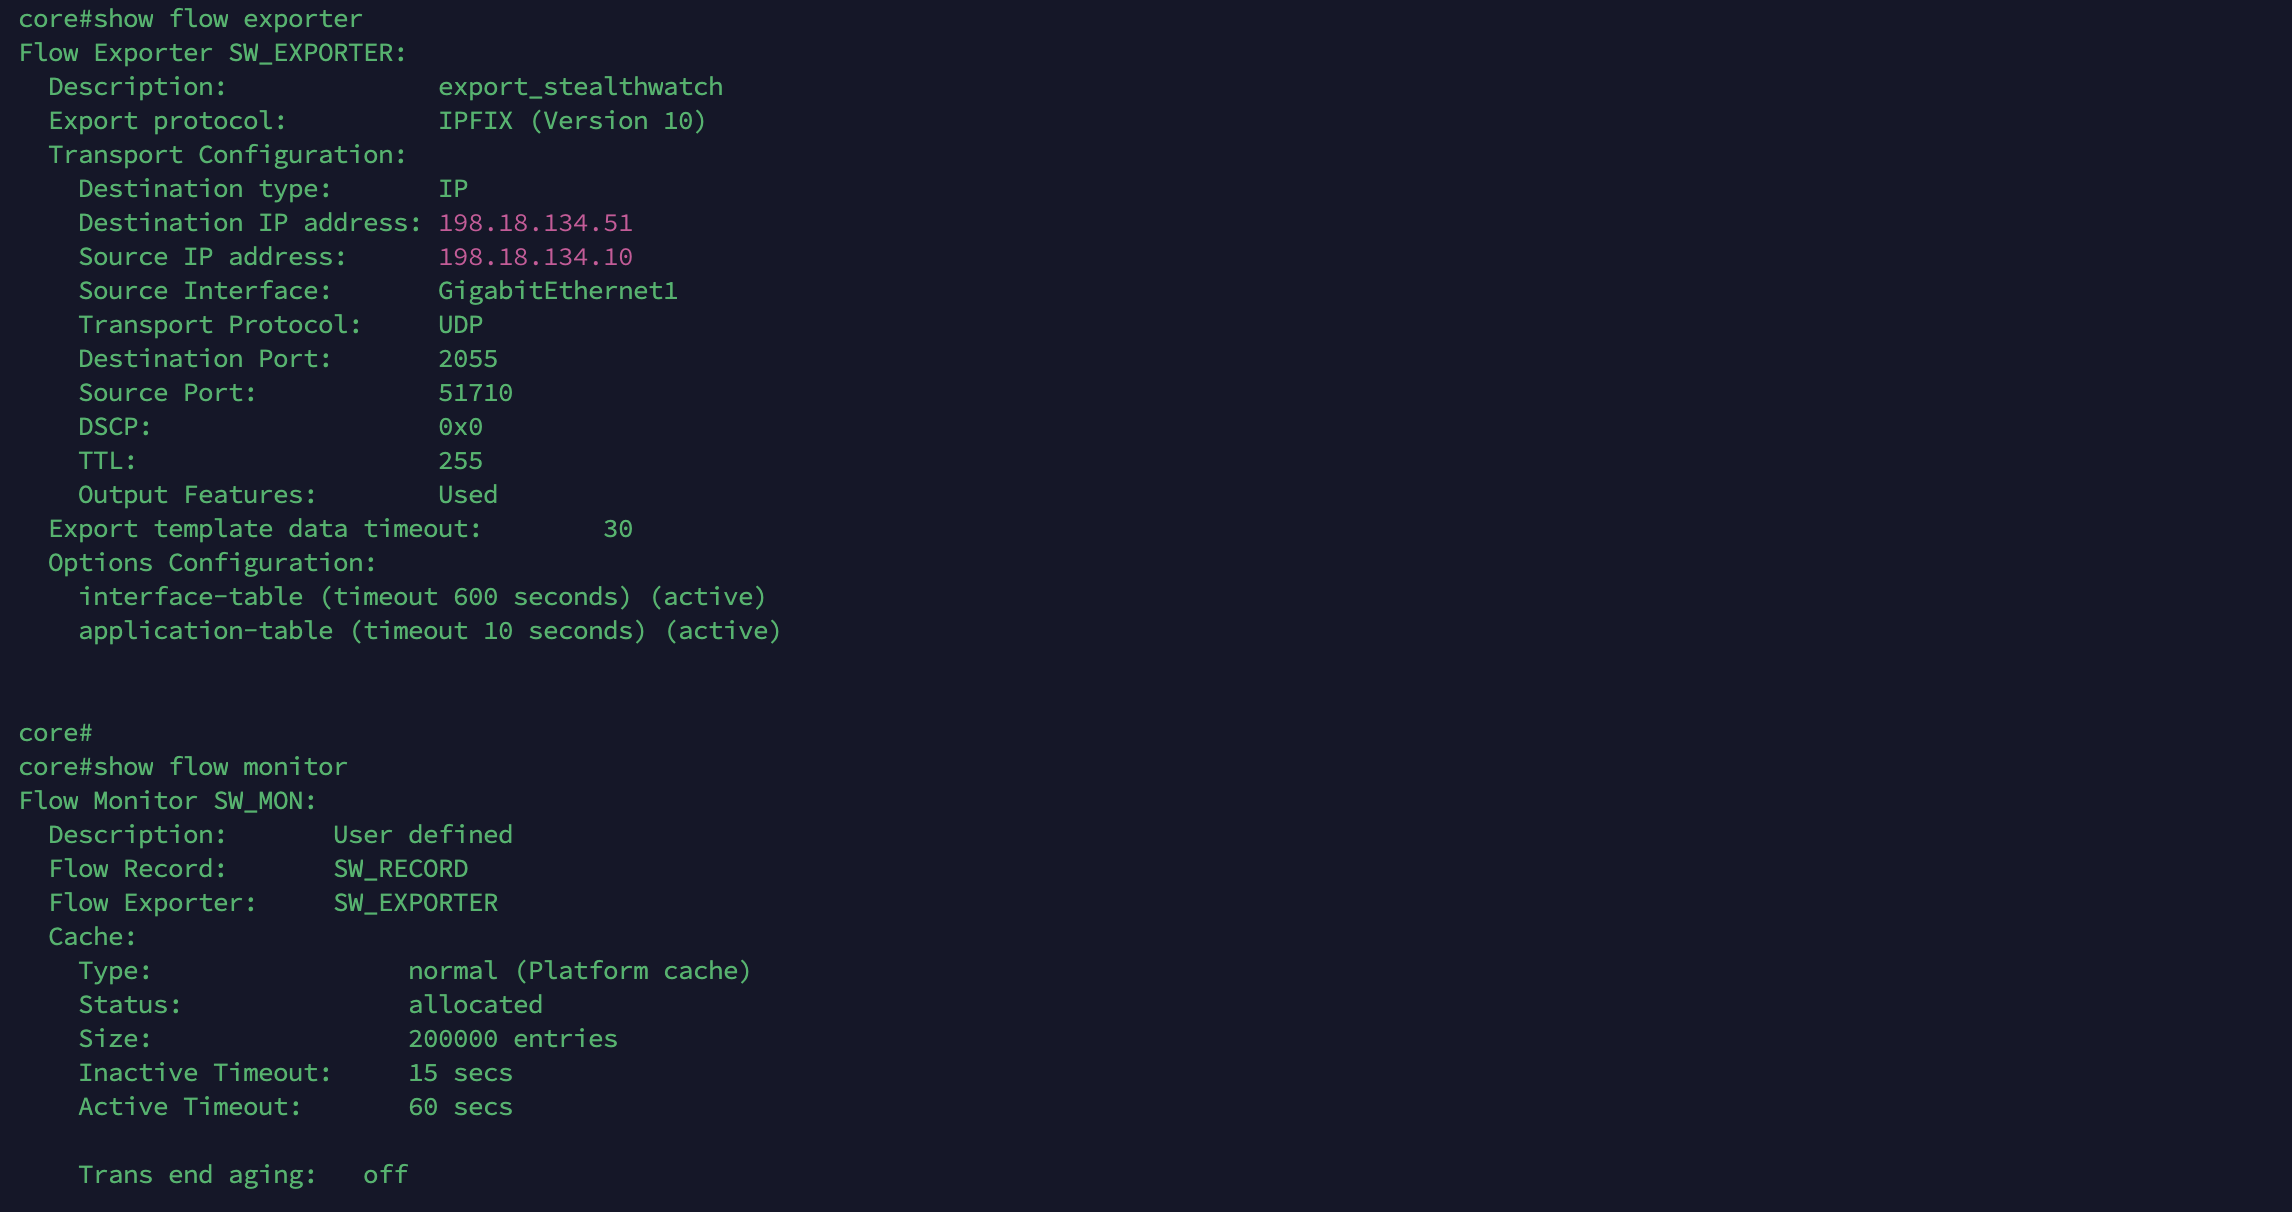 core#show flow exporter
Flow Exporter SW_EXPORTER:
  Description:              export_stealthwatch
  Export protocol:          IPFIX (Version 10)
  Transport Configuration:
    Destination type:       IP
    Destination IP address: 198.18.134.51
    Source IP address:      198.18.134.10
    Source Interface:       GigabitEthernet1
    Transport Protocol:     UDP
    Destination Port:       2055
    Source Port:            51710
    DSCP:                   0x0
    TTL:                    255
    Output Features:        Used
  Export template data timeout:        30
  Options Configuration:
    interface-table (timeout 600 seconds) (active)
    application-table (timeout 10 seconds) (active)
core#
core#show flow monitor
Flow Monitor SW_MON:
  Description:       User defined
  Flow Record:       SW_RECORD
  Flow Exporter:     SW_EXPORTER
  Cache:
    Type:                 normal (Platform cache)
    Status:               allocated
    Size:                 200000 entries
    Inactive Timeout:     15 secs
    Active Timeout:       60 secs
    Trans end aging:   off